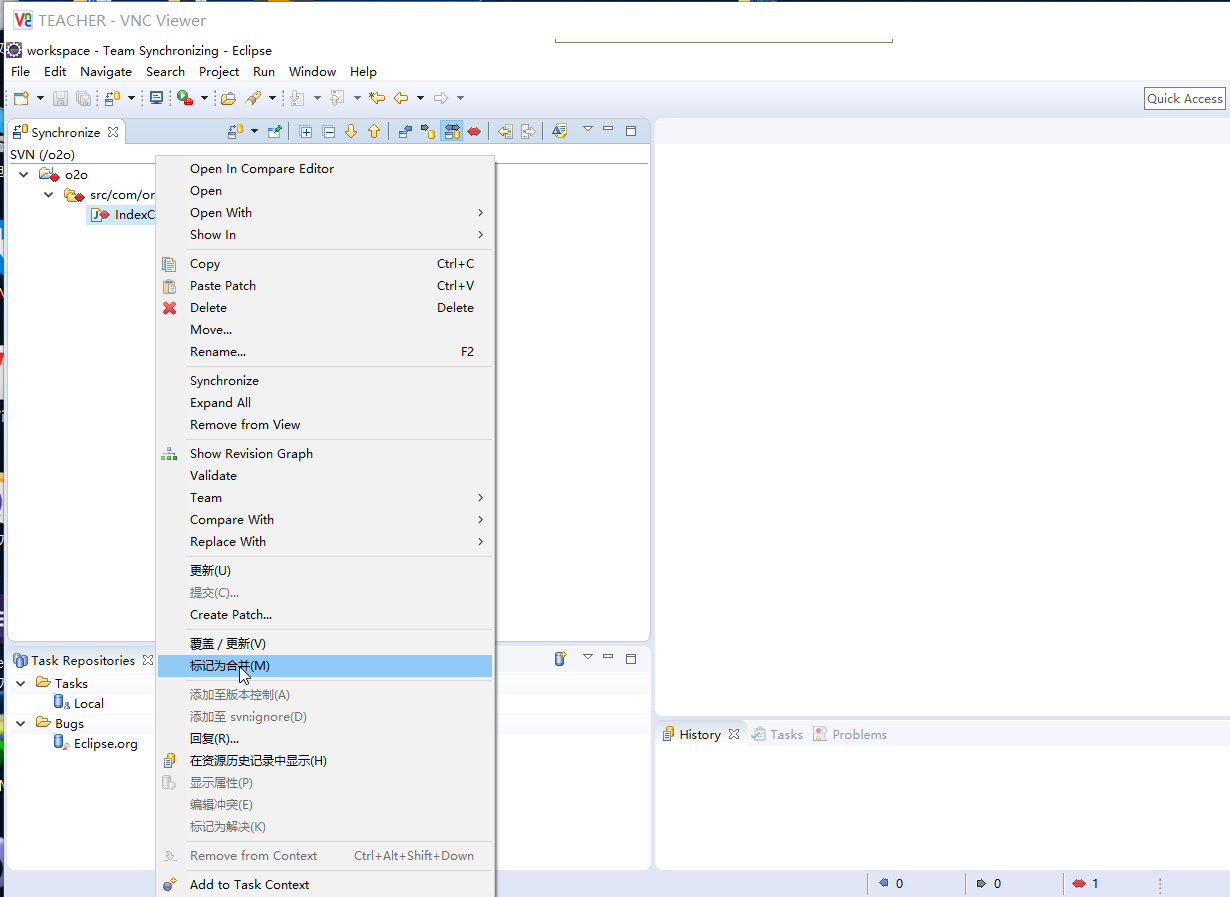 TEACHER - VNC Viewer
workspace - Team Synchronizing - Eclipse
File Edit Navigate Search Project Run Window Help
Quick Access
Synchronize
SVN (/o2o)
o2o
src/com/or
IndexC
Open In Compare Editor
Open
Open With
Show In
Copy Ctrl+C
Paste Patch Ctrl+V
Delete Delete
Move...
Rename... F2
Synchronize
Expand All
Remove from View
Show Revision Graph
Validate
Team
Compare With
Replace With
更新(U)
提交(C)...
Create Patch...
覆盖 / 更新(V)
标记为合并(M)
添加至版本控制(A)
添加至 svn:ignore(D)
回复(R)...
在资源历史记录中显示(H)
显示属性(P)
编辑冲突(E)
标记为解决(K)
Remove from Context Ctrl+Alt+Shift+Down
Add to Task Context
Task Repositories
Tasks
Local
Bugs
Eclipse.org
History Tasks Problems
0 0 1